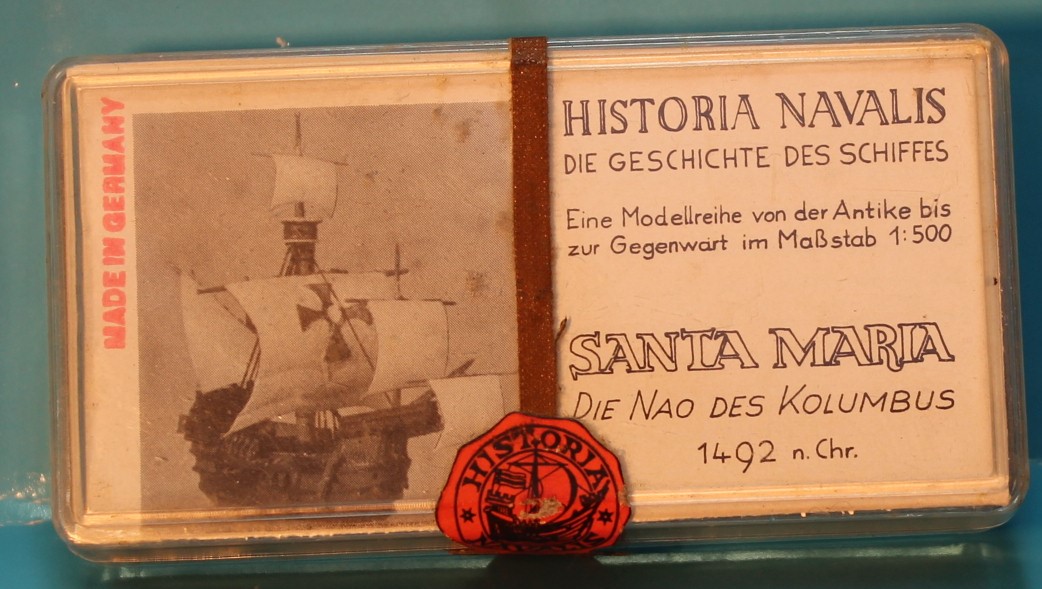 MADE IN GERMANY
HISTORIA NAVALIS
DIE GESCHICHTE DES SCHIFFES
Eine Modellreihe von der Antike bis
zur Gegenwart im Maßstab 1:500
SANTA MARIA
DIE NAO DES KOLUMBUS
1492 n. Chr.
HISTORIA